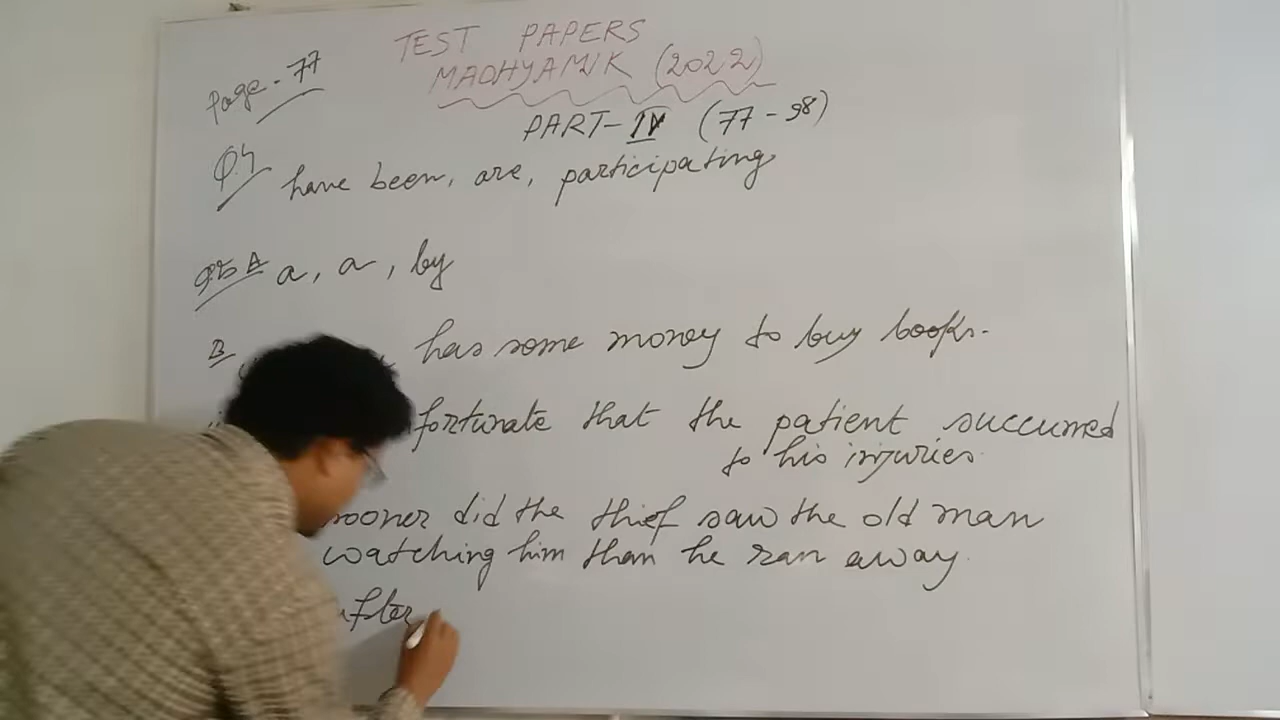 TEST PAPERS
Page-77 MADHYAMIK (2022)
PART-IV (77-98)
Q.4 have been, are, participating
Q5 A a, a, by
B has some money to buy books.
fortunate that the patient succumed
to his injuries.
sooner did the thief saw the old man
watching him than he ran away.
After